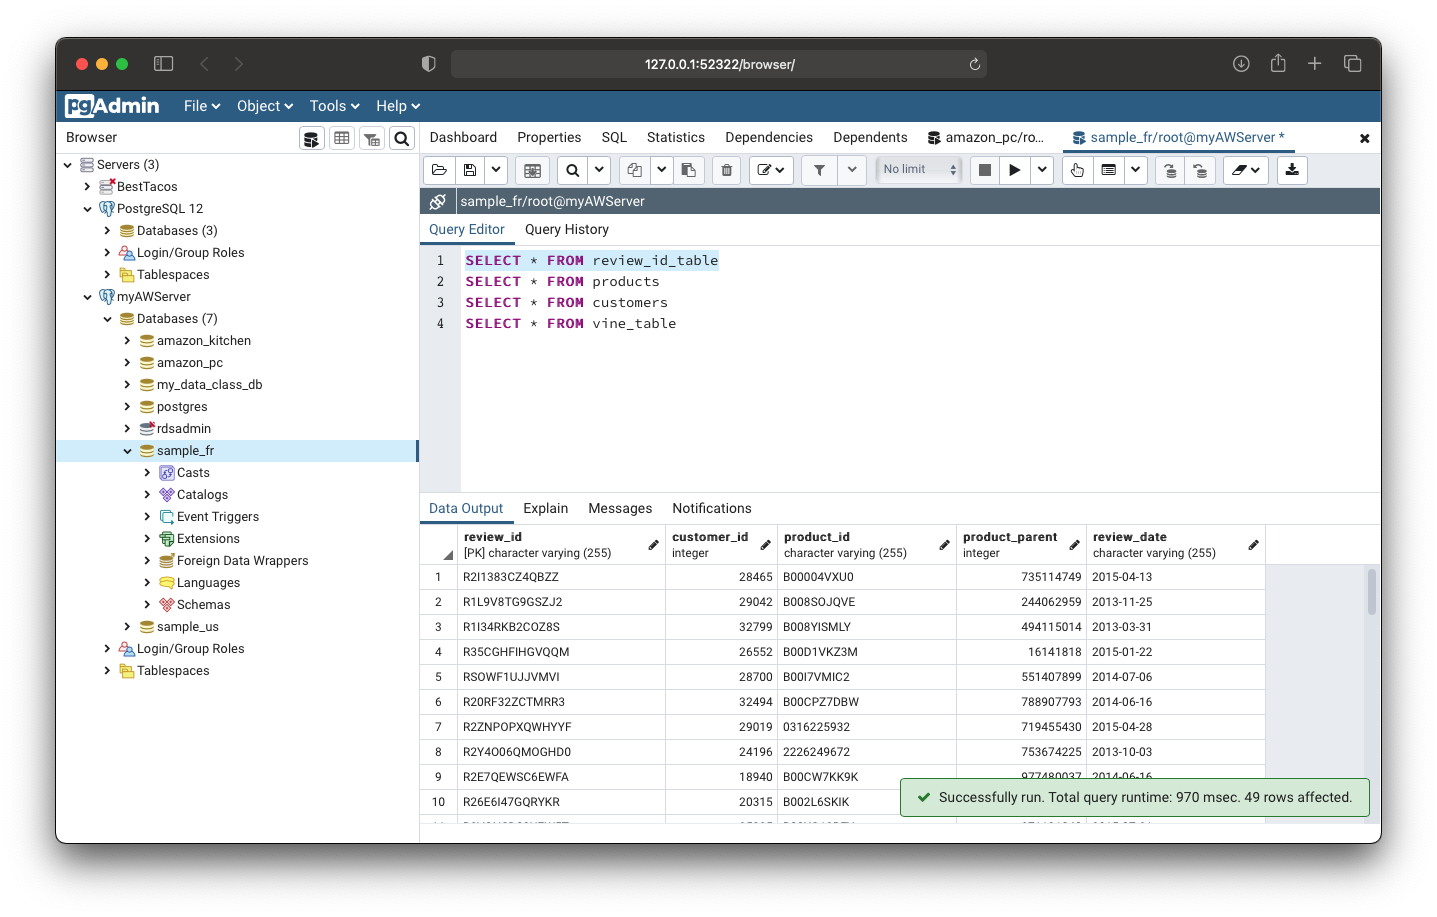 127.0.0.1:52322/browser/
pgAdmin File Object Tools Help
Browser
Servers (3)
BestTacos
PostgreSQL 12
Databases (3)
Login/Group Roles
Tablespaces
myAWServer
Databases (7)
amazon_kitchen
amazon_pc
my_data_class_db
postgres
rdsadmin
sample_fr
Casts
Catalogs
Event Triggers
Extensions
Foreign Data Wrappers
Languages
Schemas
sample_us
Login/Group Roles
Tablespaces
Dashboard Properties SQL Statistics Dependencies Dependents amazon_pc/ro... sample_fr/root@myAWServer *
No limit
sample_fr/root@myAWServer
Query Editor Query History
1 SELECT * FROM review_id_table
2 SELECT * FROM products
3 SELECT * FROM customers
4 SELECT * FROM vine_table
Data Output Explain Messages Notifications
review_id customer_id product_id product_parent review_date
[PK] character varying (255) integer character varying (255) integer character varying (255)
1 R2I1383CZ4QBZZ 28465 B00004VXU0 735114749 2015-04-13
2 R1L9V8TG9GSZJ2 29042 B008SOJQVE 244062959 2013-11-25
3 R1I34RKB2COZ8S 32799 B008YISMLY 494115014 2013-03-31
4 R35CGHFIHGVQQM 26552 B00D1VKZ3M 16141818 2015-01-22
5 RSOWF1UJJVMVI 28700 B00I7VMIC2 551407899 2014-07-06
6 R20RF32ZCTMRR3 32494 B00CPZ7DBW 788907793 2014-06-16
7 R2ZNPOPXQWHYYF 29019 0316225932 719455430 2015-04-28
8 R2Y4O06QMOGHD0 24196 2226249672 753674225 2013-10-03
9 R2E7QEWSC6EWFA 18940 B00CW7KK9K 977480037 2014-06-16
10 R26E6I47GQRYKR 20315 B002L6SKIK
Successfully run. Total query runtime: 970 msec. 49 rows affected.